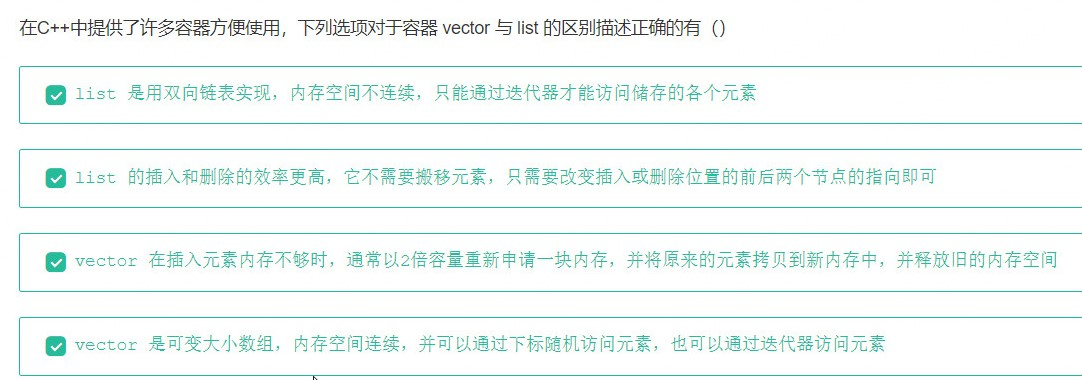 在C++中提供了许多容器方便使用，下列选项对于容器 vector 与 list 的区别描述正确的有（）
list 是用双向链表实现，内存空间不连续，只能通过迭代器才能访问储存的各个元素
list 的插入和删除的效率更高，它不需要搬移元素，只需要改变插入或删除位置的前后两个节点的指向即可
vector 在插入元素内存不够时，通常以2倍容量重新申请一块内存，并将原来的元素拷贝到新内存中，并释放旧的内存空间
vector 是可变大小数组，内存空间连续，并可以通过下标随机访问元素，也可以通过迭代器访问元素